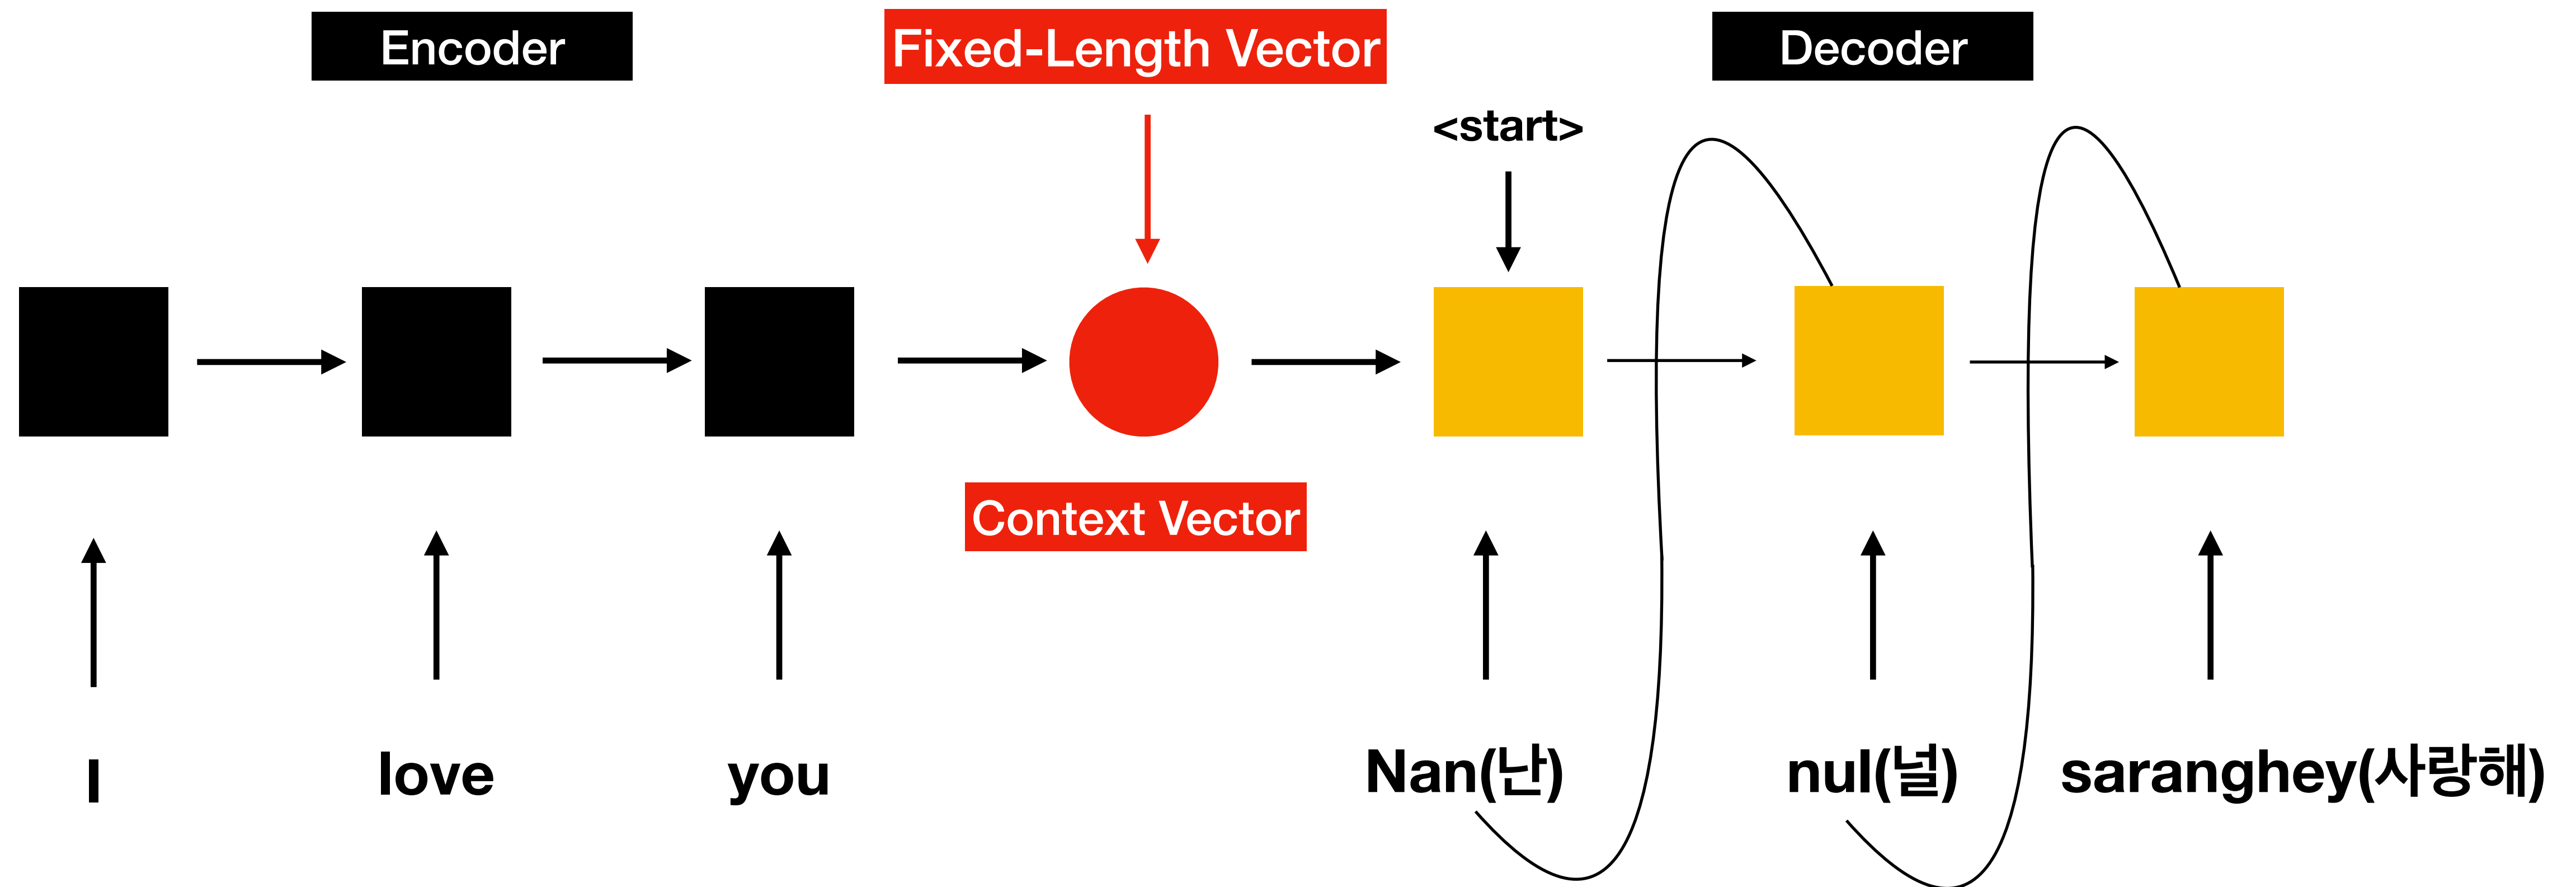 Encoder
Fixed-Length Vector
Decoder
<start>
Context Vector
I
love
you
Nan(난)
nul(널)
saranghey(사랑해)